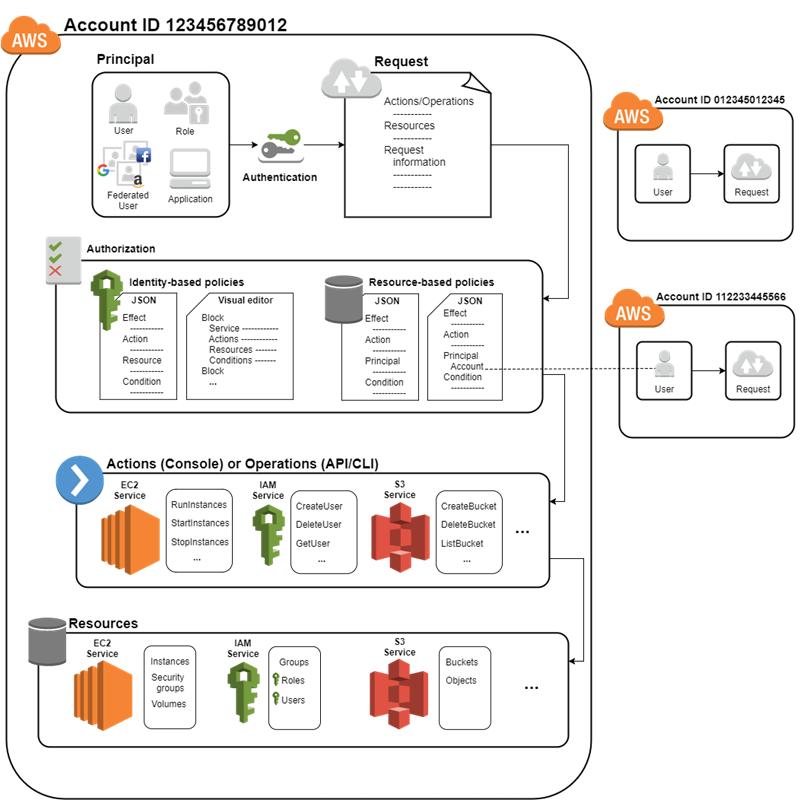 AWS
Account ID 123456789012
Principal
User
Role
G
f
a
Federated
User
Application
Authentication
Request
Actions/Operations
-----------
Resources
-----------
Request
information
-----------
-----------
AWS
Account ID 012345012345
User
Request
Authorization
Identity-based policies
JSON
Effect
-----------
Action
-----------
Resource
-----------
Condition
-----------
Visual editor
Block
Service -----------
Actions -----------
Resources ------
Conditions ------
Block
...
Resource-based policies
JSON
Effect
-----------
Action
-----------
Principal
-----------
Condition
-----------
JSON
Effect
-----------
Action
-----------
Principal
Account
Condition
-----------
AWS
Account ID 112233445566
User
Request
Actions (Console) or Operations (API/CLI)
EC2
Service
RunInstances
StartInstances
StopInstances
...
IAM
Service
CreateUser
DeleteUser
GetUser
...
S3
Service
CreateBucket
DeleteBucket
ListBucket
...
...
Resources
EC2
Service
Instances
Security
groups
Volumes
IAM
Service
Groups
Roles
Users
S3
Service
Buckets
Objects
...